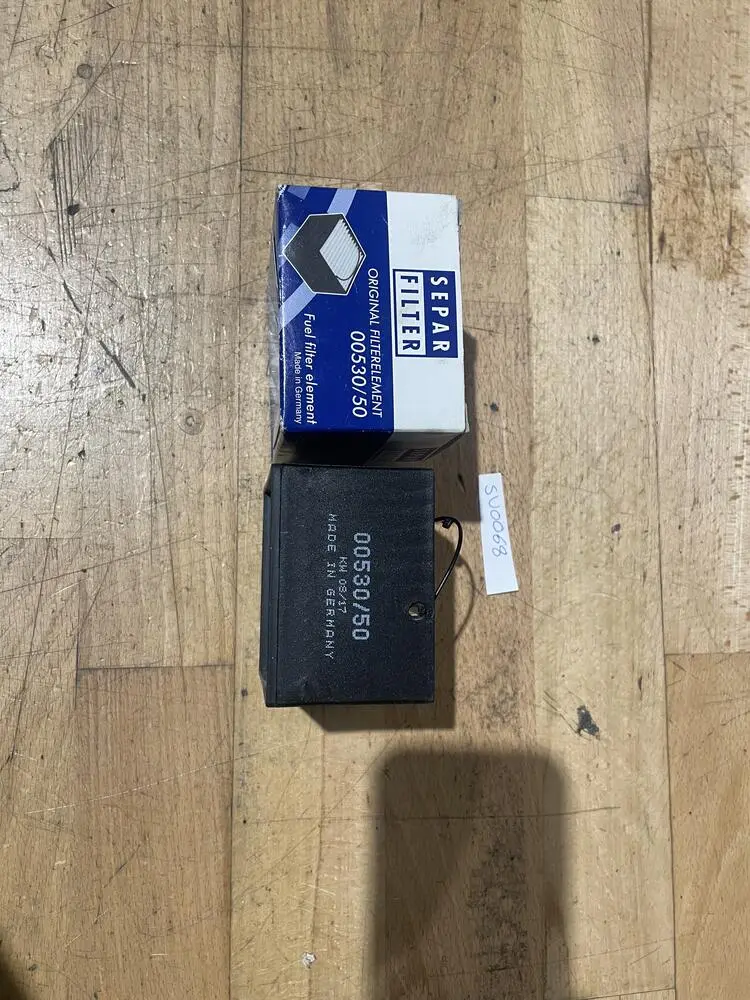 SEPAR
FILTER
ORIGINAL FILTERELEMENT
00530/50
Fuel filter element
Made in Germany
00530/50
KW 08/17
MADE IN GERMANY
SU0068